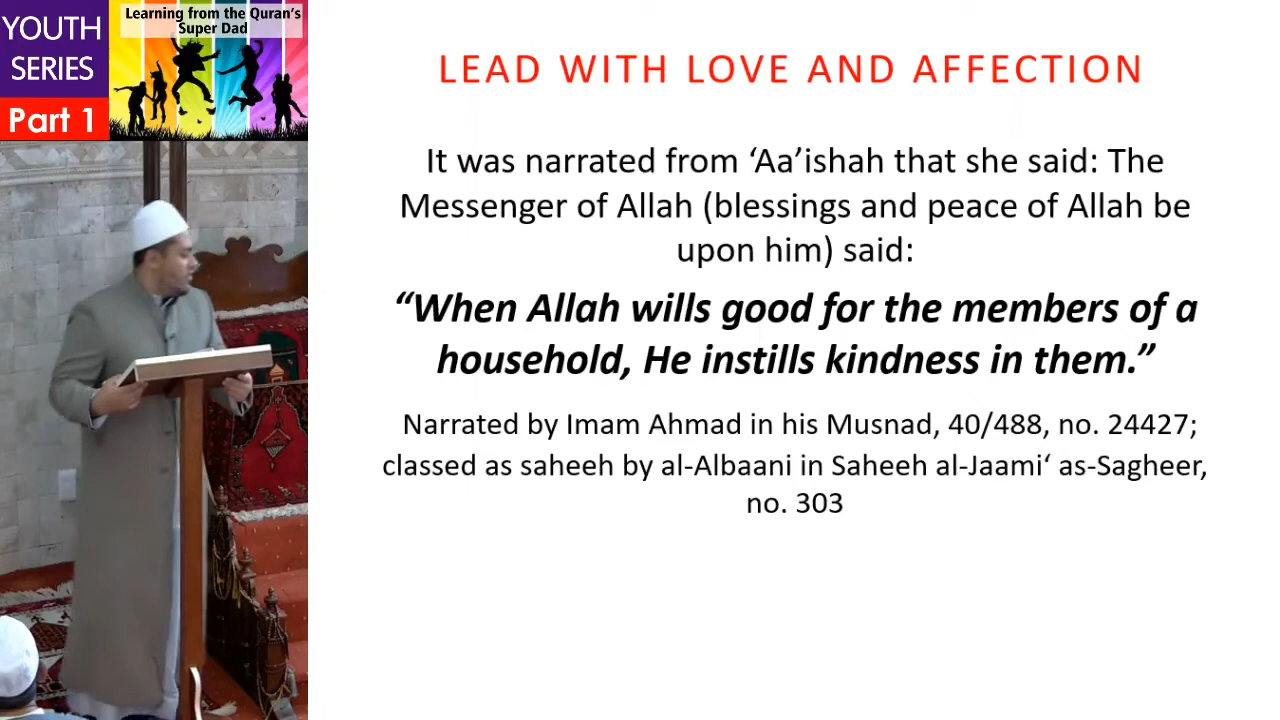 YOUTH
SERIES
Part 1
Learning from the Quran's
Super Dad
LEAD WITH LOVE AND AFFECTION
It was narrated from ‘Aa’ishah that she said: The
Messenger of Allah (blessings and peace of Allah be
upon him) said:
“When Allah wills good for the members of a
household, He instills kindness in them.”
Narrated by Imam Ahmad in his Musnad, 40/488, no. 24427;
classed as saheeh by al-Albaani in Saheeh al-Jaami‘ as-Sagheer,
no. 303